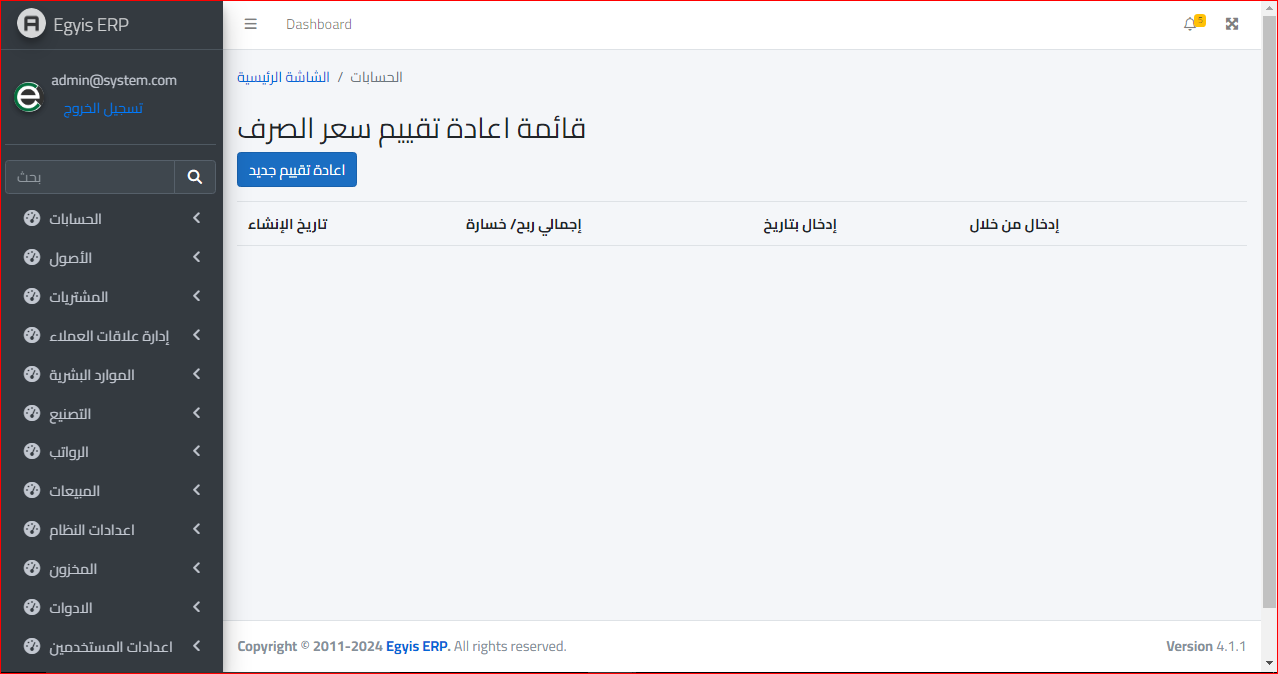 Egyis ERP
Dashboard
5
admin@system.com
تسجيل الخروج
بحث
الحسابات
الأصول
المشتريات
إدارة علاقات العملاء
الموارد البشرية
التصنيع
الرواتب
المبيعات
اعدادات النظام
المخزون
الادوات
اعدادات المستخدمين
الشاشة الرئيسية / الحسابات
قائمة اعادة تقييم سعر الصرف
اعادة تقييم جديد
تاريخ الإنشاء إجمالي ربح/ خسارة إدخال بتاريخ إدخال من خلال
Copyright © 2011-2024 Egyis ERP. All rights reserved.
Version 4.1.1